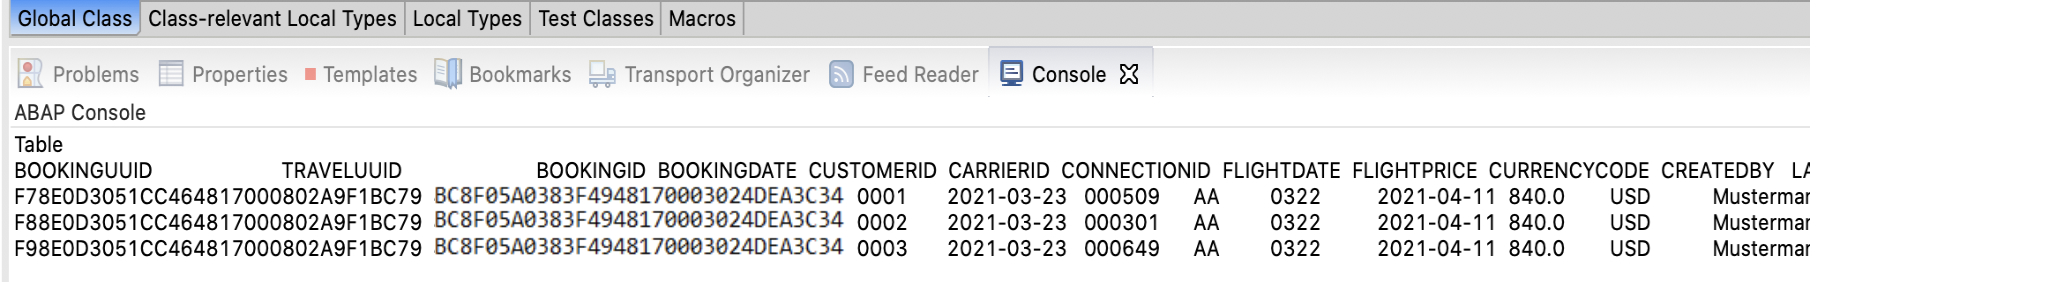 Global Class Class-relevant Local Types Local Types Test Classes Macros
Problems Properties Templates Bookmarks Transport Organizer Feed Reader Console
ABAP Console
Table
BOOKINGUUID TRAVELUUID BOOKINGID BOOKINGDATE CUSTOMERID CARRIERID CONNECTIONID FLIGHTDATE FLIGHTPRICE CURRENCYCODE CREATEDBY LA
F78E0D3051CC464817000802A9F1BC79 BC8F05A0383F4948170003024DEA3C34 0001 2021-03-23 000509 AA 0322 2021-04-11 840.0 USD Mustermar
F88E0D3051CC464817000802A9F1BC79 BC8F05A0383F4948170003024DEA3C34 0002 2021-03-23 000301 AA 0322 2021-04-11 840.0 USD Mustermar
F98E0D3051CC464817000802A9F1BC79 BC8F05A0383F4948170003024DEA3C34 0003 2021-03-23 000649 AA 0322 2021-04-11 840.0 USD Mustermar